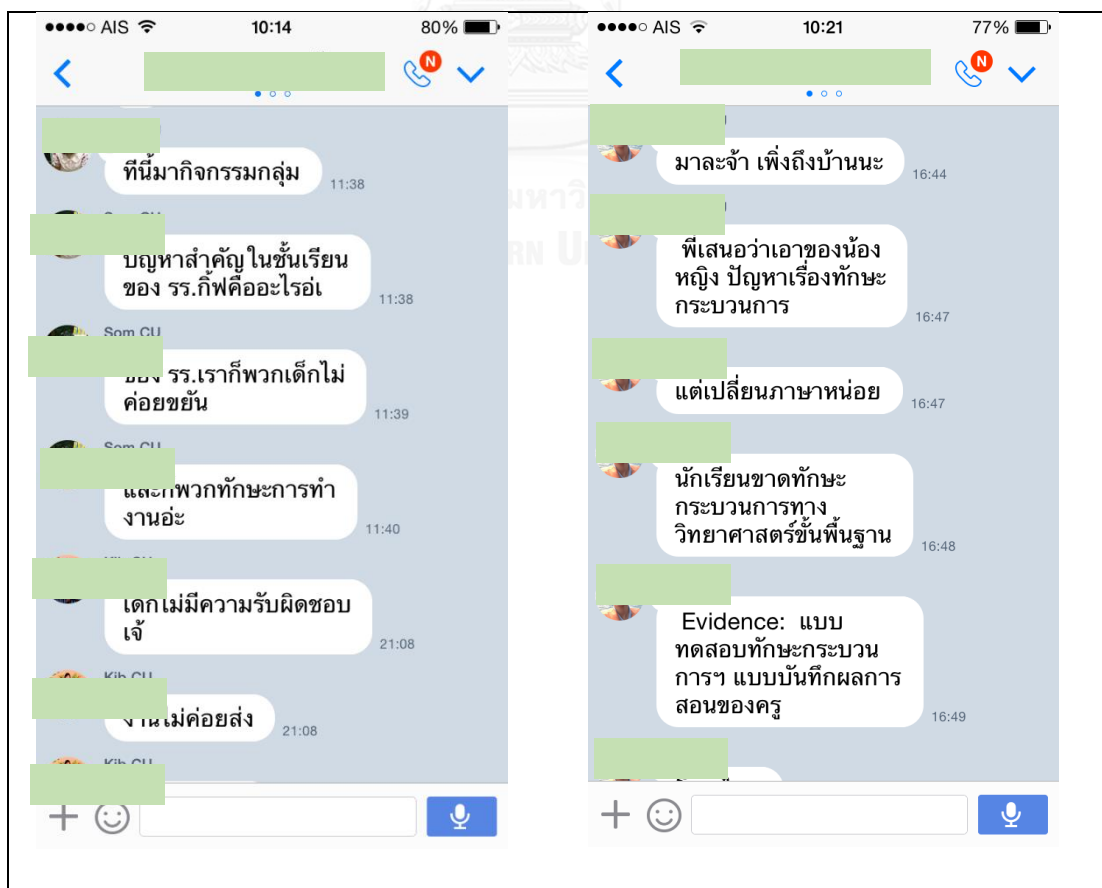 AIS 10:14 80%
N
ทีนี้มากิจกรรมกลุ่ม
11:38
ปัญหาสำคัญในชั้นเรียน
ของ รร.กิ๊ฟคืออะไรอ่เ
11:38
Som CU
ของ รร.เราก็พวกเด็กไม่
ค่อยขยัน
11:39
Som CU
และก็พวกทักษะการทำ
งานอ่ะ
11:40
เด็กไม่มีความรับผิดชอบ
เจ้
21:08
Kib CU
งานไม่ค่อยส่ง
21:08
Kib CU
AIS 10:21 77%
N
มาละจ้า เพิ่งถึงบ้านนะ
16:44
พี่เสนอว่าเอาของน้อง
หญิง ปัญหาเรื่องทักษะ
กระบวนการ
16:47
แต่เปลี่ยนภาษาหน่อย
16:47
นักเรียนขาดทักษะ
กระบวนการทาง
วิทยาศาสตร์ขั้นพื้นฐาน
16:48
Evidence: แบบ
ทดสอบทักษะกระบวน
การฯ แบบบันทึกผลการ
สอนของครู
16:49